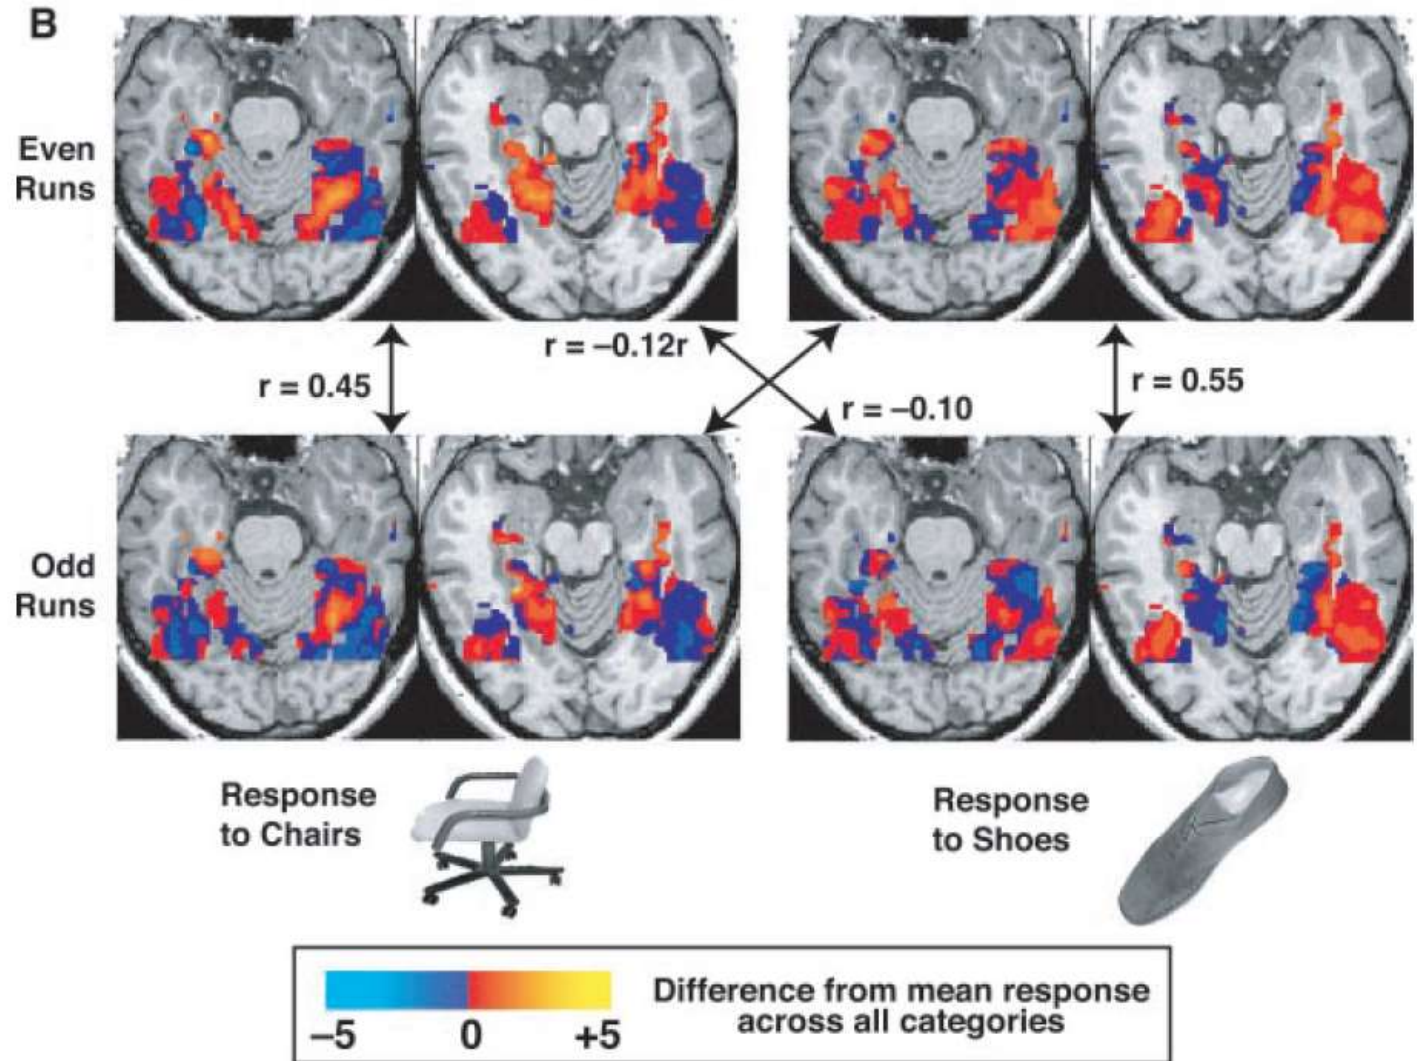 B
Even
Runs
r = –0.12r
r = 0.45
r = –0.10
r = 0.55
Odd
Runs
Response
to Chairs
Response
to Shoes
–5
0
+5
Difference from mean response
across all categories